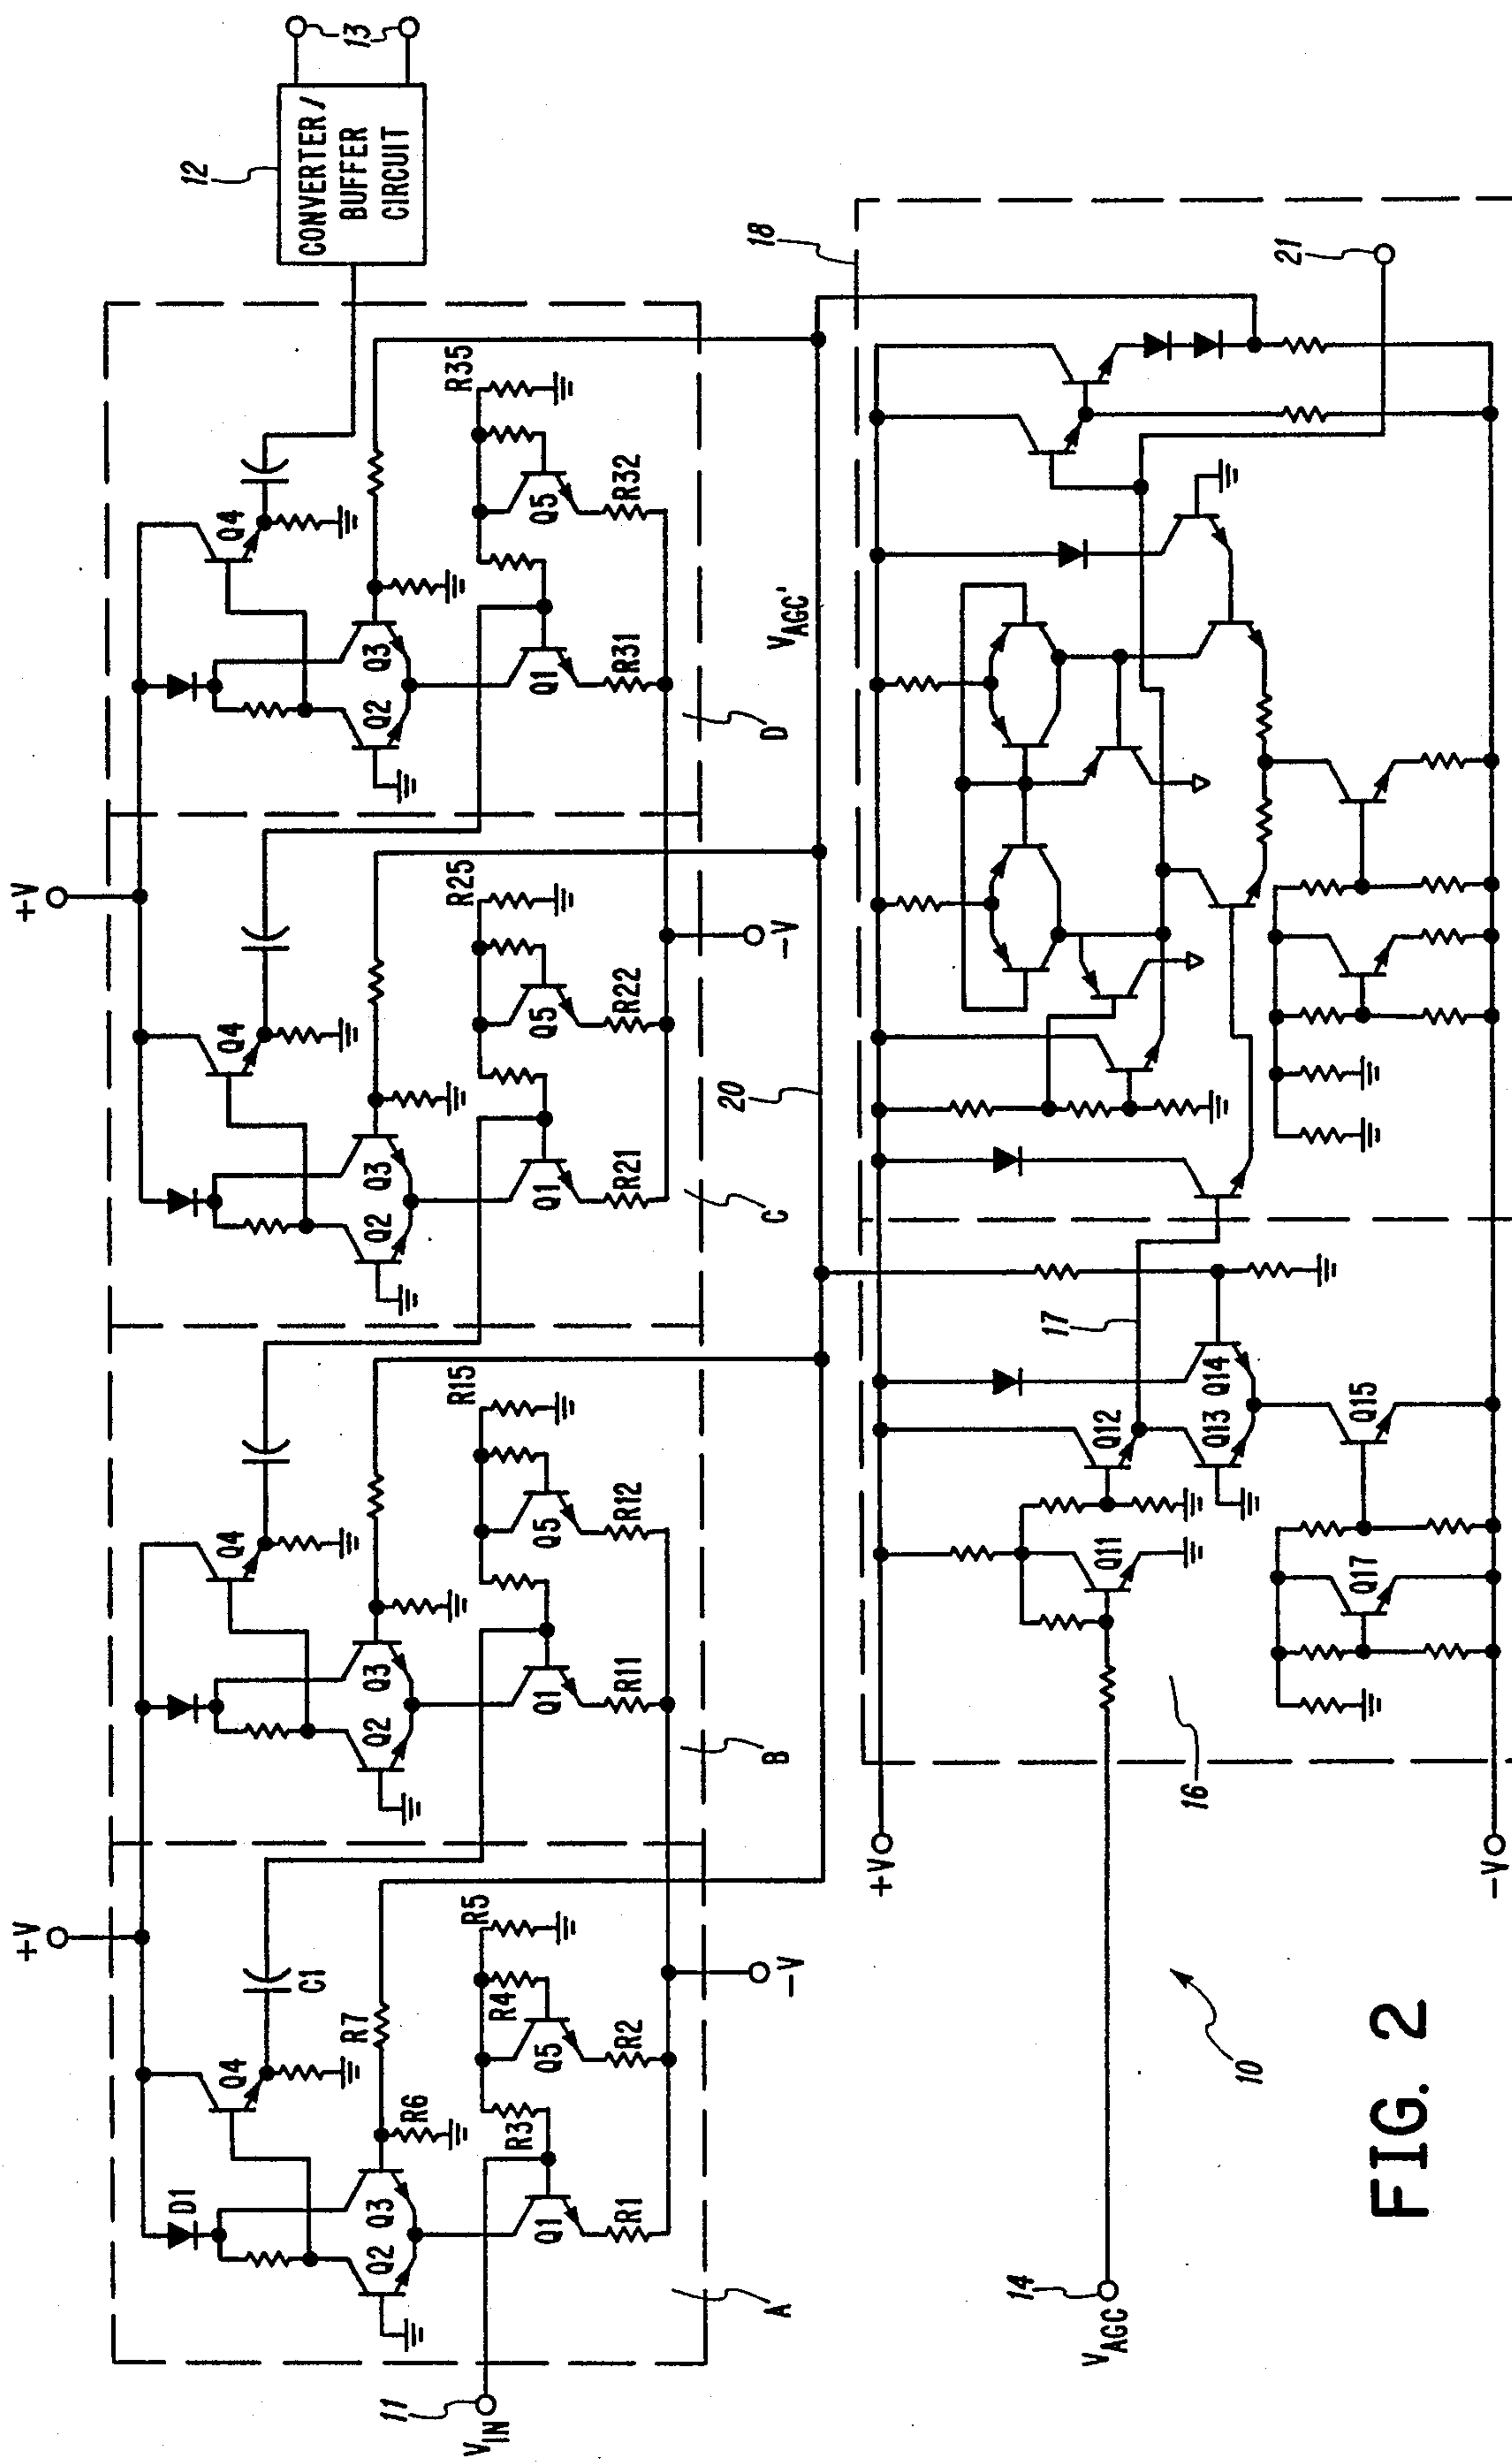 +V
+V
12
CONVERTER /
BUFFER
CIRCUIT
13
D1
Q4
C1
Q4
Q4
Q4
Q2
Q3
R6
R7
Q2
Q3
Q2
Q3
Q2
Q3
11
VIN
Q1
R3
R4
R5
Q5
R1
R2
Q1
Q5
R15
R11
R12
Q1
Q5
R25
R21
R22
Q1
Q5
R35
R31
R32
A
-V
B
C
-V
D
20
VAGC'
18
+V
17
21
Q11
Q12
Q13
Q14
Q15
Q17
16
14
VAGC
10
-V
FIG. 2